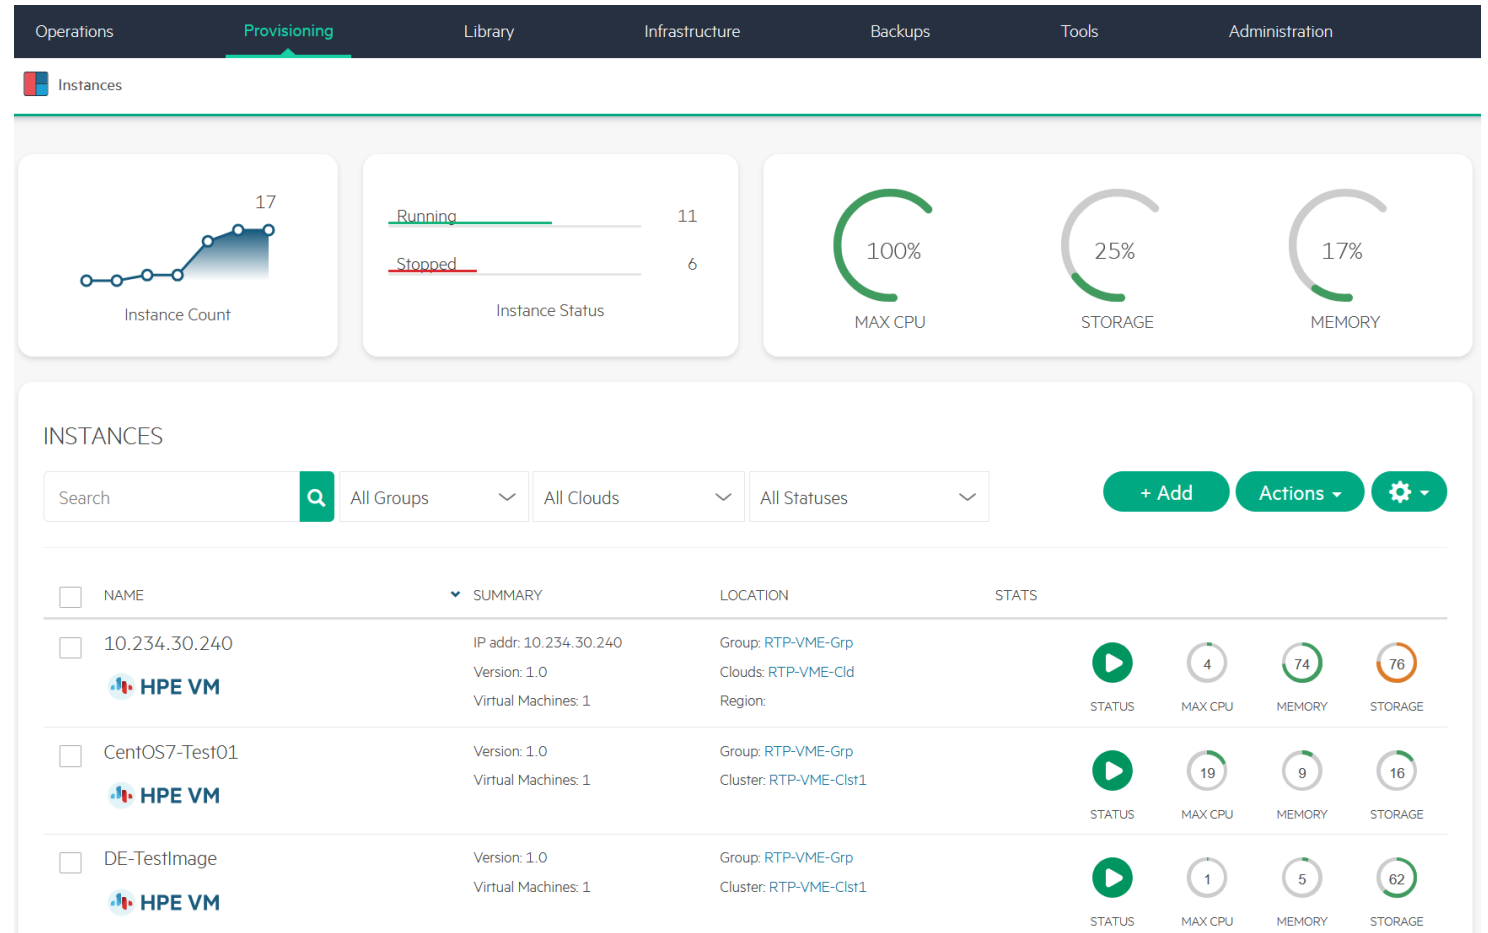 Operations Provisioning Library Infrastructure Backups Tools Administration
Instances
17
Instance Count
Running 11
Stopped 6
Instance Status
100%
MAX CPU
25%
STORAGE
17%
MEMORY
INSTANCES
Search All Groups All Clouds All Statuses + Add Actions
NAME SUMMARY LOCATION STATS
10.234.30.240
HPE VM
IP addr: 10.234.30.240
Version: 1.0
Virtual Machines: 1
Group: RTP-VME-Grp
Clouds: RTP-VME-Cld
Region:
4 74 76
STATUS MAX CPU MEMORY STORAGE
CentOS7-Test01
HPE VM
Version: 1.0
Virtual Machines: 1
Group: RTP-VME-Grp
Cluster: RTP-VME-Clst1
19 9 16
STATUS MAX CPU MEMORY STORAGE
DE-TestImage
HPE VM
Version: 1.0
Virtual Machines: 1
Group: RTP-VME-Grp
Cluster: RTP-VME-Clst1
1 5 62
STATUS MAX CPU MEMORY STORAGE